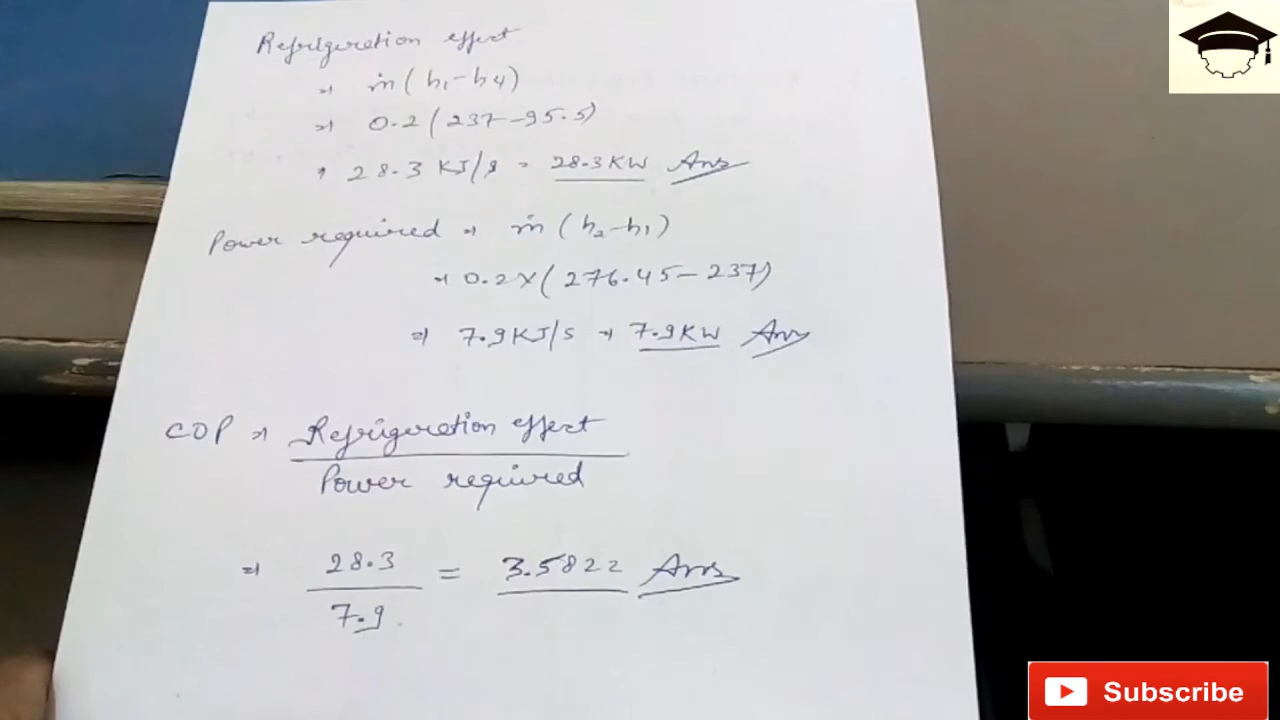 Refrigeration effect
⇒ ṁ (h₁-h₄)
⇒ 0.2 (237-95.5)
⇒ 28.3 KJ/s = 28.3 KW Ans
Power required ⇒ ṁ (h₂-h₁)
⇒ 0.2 × (276.45-237)
⇒ 7.9 KJ/s ⇒ 7.9 KW Ans
COP ⇒ Refrigeration effect
Power required
⇒ 28.3
7.9
= 3.5822 Ans
Subscribe